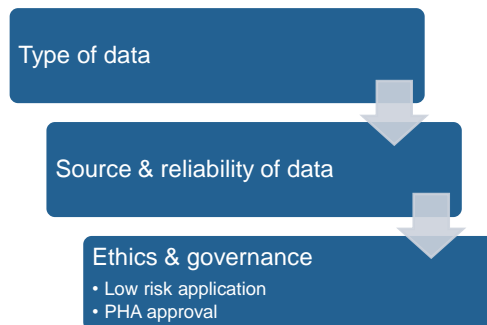 Type of data
Source & reliability of data
Ethics & governance
• Low risk application
• PHA approval